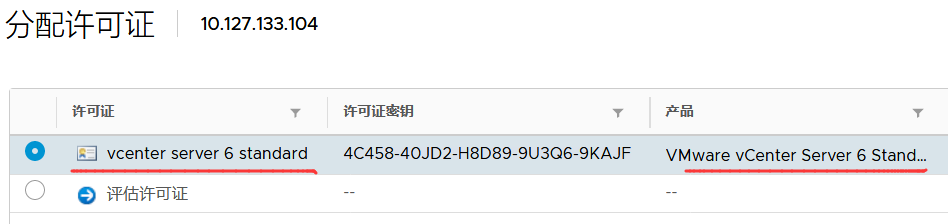 分配许可证 10.127.133.104
许可证 许可证密钥 产品
vcenter server 6 standard 4C458-40JD2-H8D89-9U3Q6-9KAJF VMware vCenter Server 6 Stand...
评估许可证 -- --